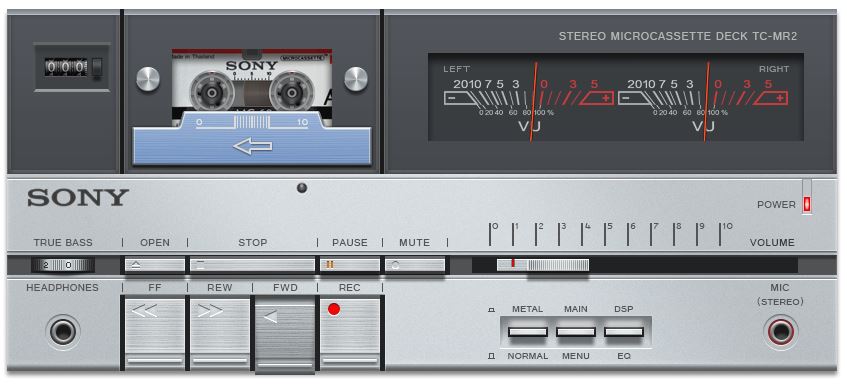 STEREO MICROCASSETTE DECK TC-MR2
000
Made in Thailand
MICROCASSETTE
SONY
0 10
LEFT RIGHT
20 10 7 5 3 0 3 5 20 10 7 5 3 0 3 5
- + - +
0 20 40 60 80 100 % 0 20 40 60 80 100 %
VU VU
SONY
POWER
0 1 2 3 4 5 6 7 8 9 10
TRUE BASS OPEN STOP PAUSE MUTE VOLUME
2 0
HEADPHONES FF REW FWD REC MIC
(STEREO)
METAL MAIN DSP
NORMAL MENU EQ